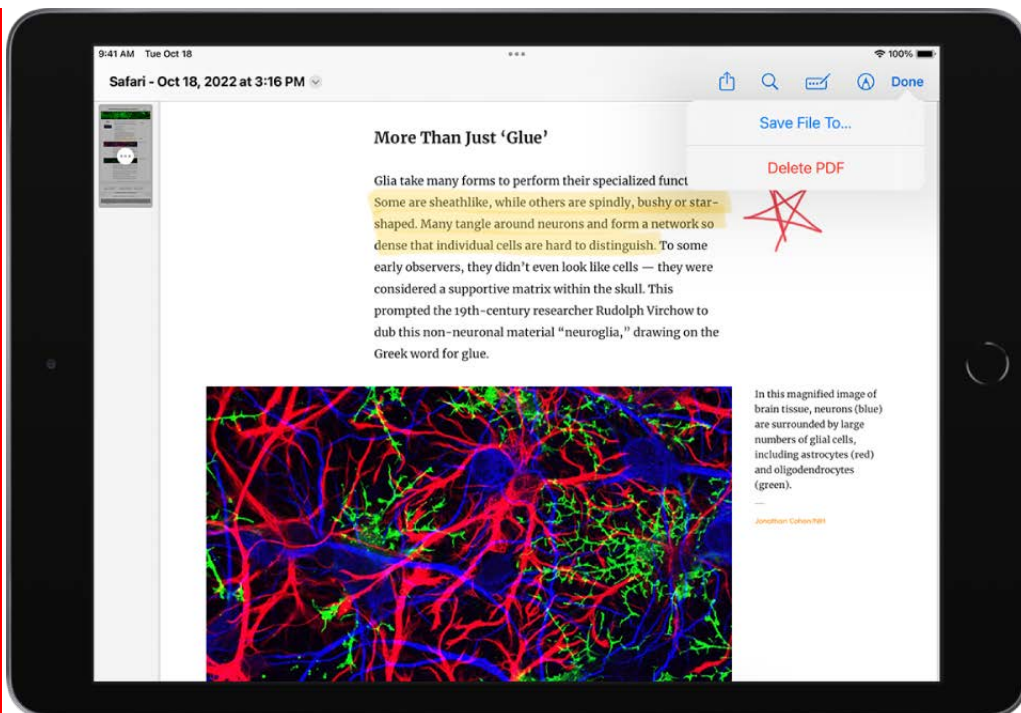 9:41 AM Tue Oct 18
100%
Safari - Oct 18, 2022 at 3:16 PM
Done
Save File To...
Delete PDF
More Than Just ‘Glue’
Glia take many forms to perform their specialized funct
Some are sheathlike, while others are spindly, bushy or star-
shaped. Many tangle around neurons and form a network so
dense that individual cells are hard to distinguish. To some
early observers, they didn’t even look like cells — they were
considered a supportive matrix within the skull. This
prompted the 19th-century researcher Rudolph Virchow to
dub this non-neuronal material “neuroglia,” drawing on the
Greek word for glue.
In this magnified image of
brain tissue, neurons (blue)
are surrounded by large
numbers of glial cells,
including astrocytes (red)
and oligodendrocytes
(green).
Jonathan Cohen/NIH